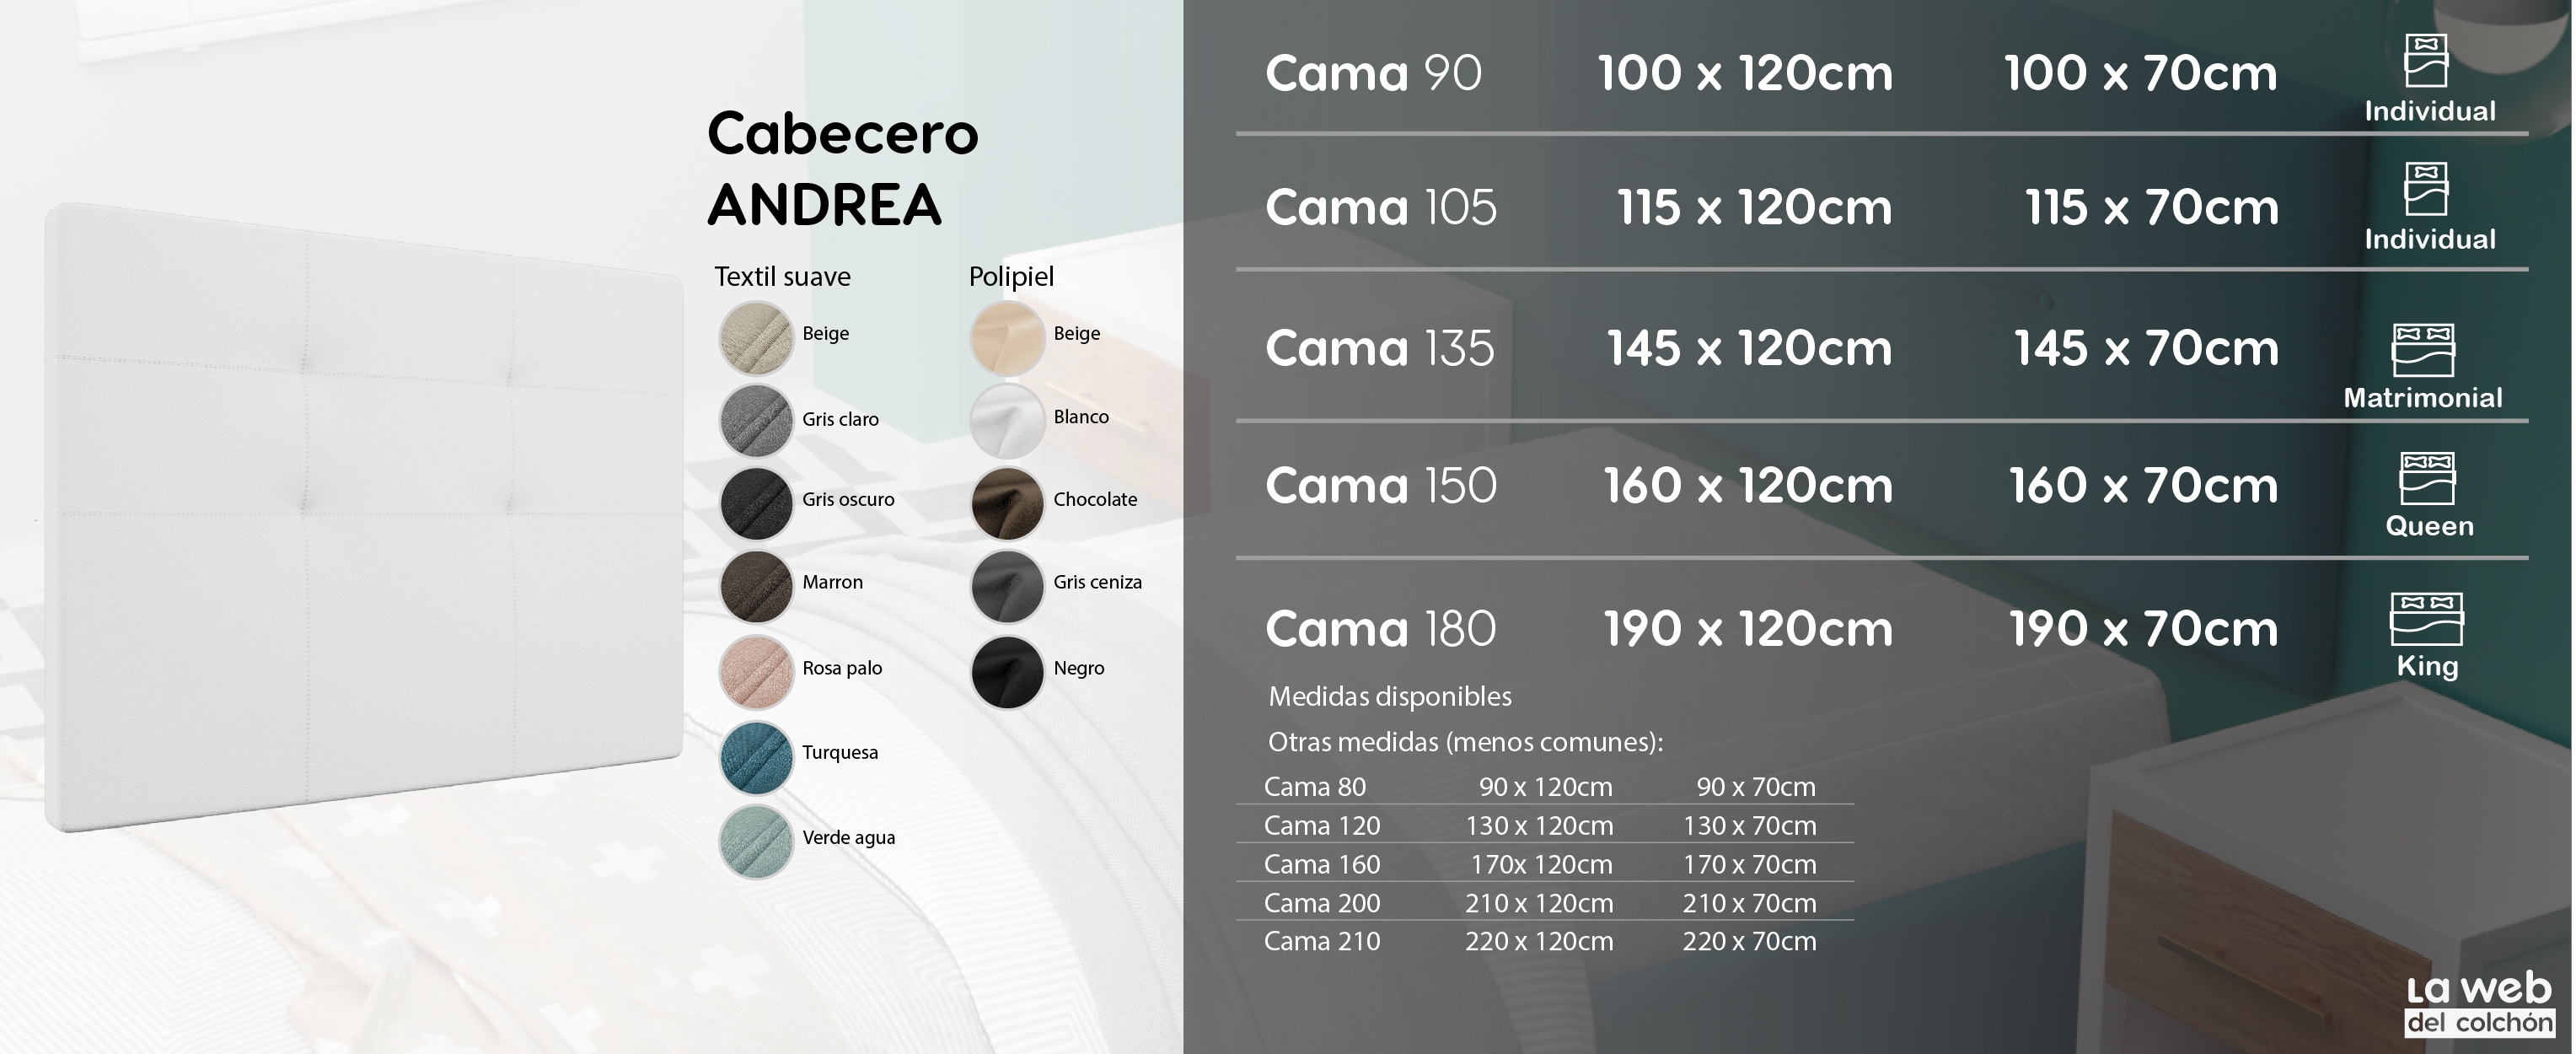 Cabecero
ANDREA
Textil suave
Beige
Gris claro
Gris oscuro
Marron
Rosa palo
Turquesa
Verde agua
Polipiel
Beige
Blanco
Chocolate
Gris ceniza
Negro
Cama 90 100 x 120cm 100 x 70cm Individual
Cama 105 115 x 120cm 115 x 70cm Individual
Cama 135 145 x 120cm 145 x 70cm Matrimonial
Cama 150 160 x 120cm 160 x 70cm Queen
Cama 180 190 x 120cm 190 x 70cm King
Medidas disponibles
Otras medidas (menos comunes):
Cama 80 90 x 120cm 90 x 70cm
Cama 120 130 x 120cm 130 x 70cm
Cama 160 170x 120cm 170 x 70cm
Cama 200 210 x 120cm 210 x 70cm
Cama 210 220 x 120cm 220 x 70cm
La web
del colchón